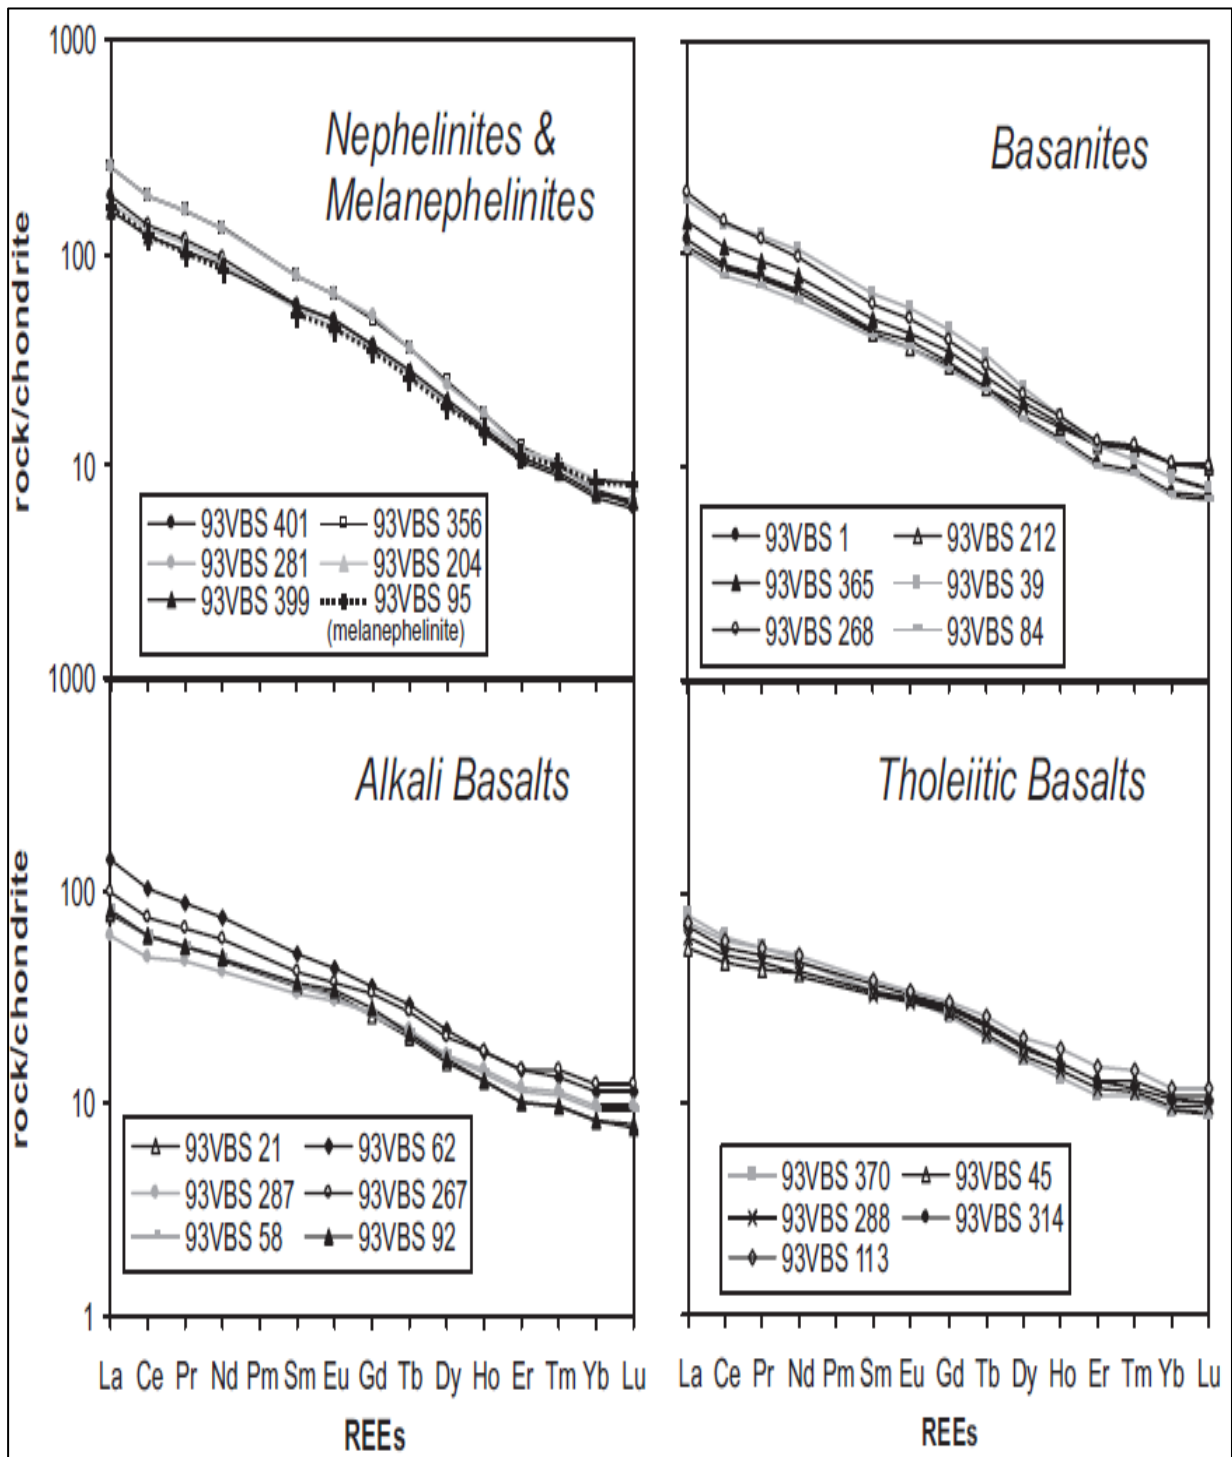 1000
100
10
rock/chondrite
Nephelinites &
Melanephelinites
93VBS 401
93VBS 356
93VBS 281
93VBS 204
93VBS 399
93VBS 95
(melanephelinite)
Basanites
93VBS 1
93VBS 212
93VBS 365
93VBS 39
93VBS 268
93VBS 84
1000
100
10
1
rock/chondrite
Alkali Basalts
93VBS 21
93VBS 62
93VBS 287
93VBS 267
93VBS 58
93VBS 92
La Ce Pr Nd Pm Sm Eu Gd Tb Dy Ho Er Tm Yb Lu
REEs
Tholeiitic Basalts
93VBS 370
93VBS 45
93VBS 288
93VBS 314
93VBS 113
La Ce Pr Nd Pm Sm Eu Gd Tb Dy Ho Er Tm Yb Lu
REEs